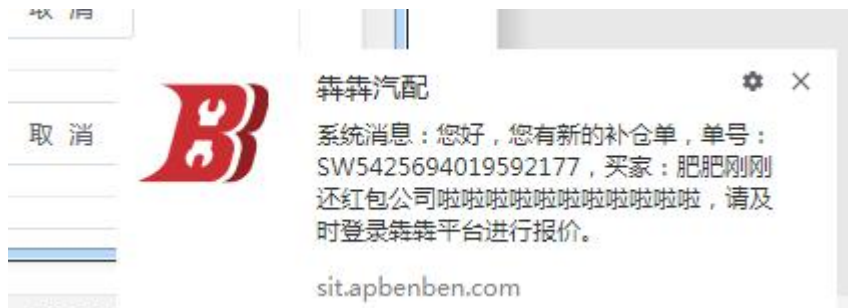 取 消
犇犇汽配
取 消
系统消息：您好，您有新的补仓单，单号：
SW5425694019592177，买家：肥肥刚刚
还红包公司啦啦啦啦啦啦啦啦啦啦啦，请及
时登录犇犇平台进行报价。
sit.apbenben.com